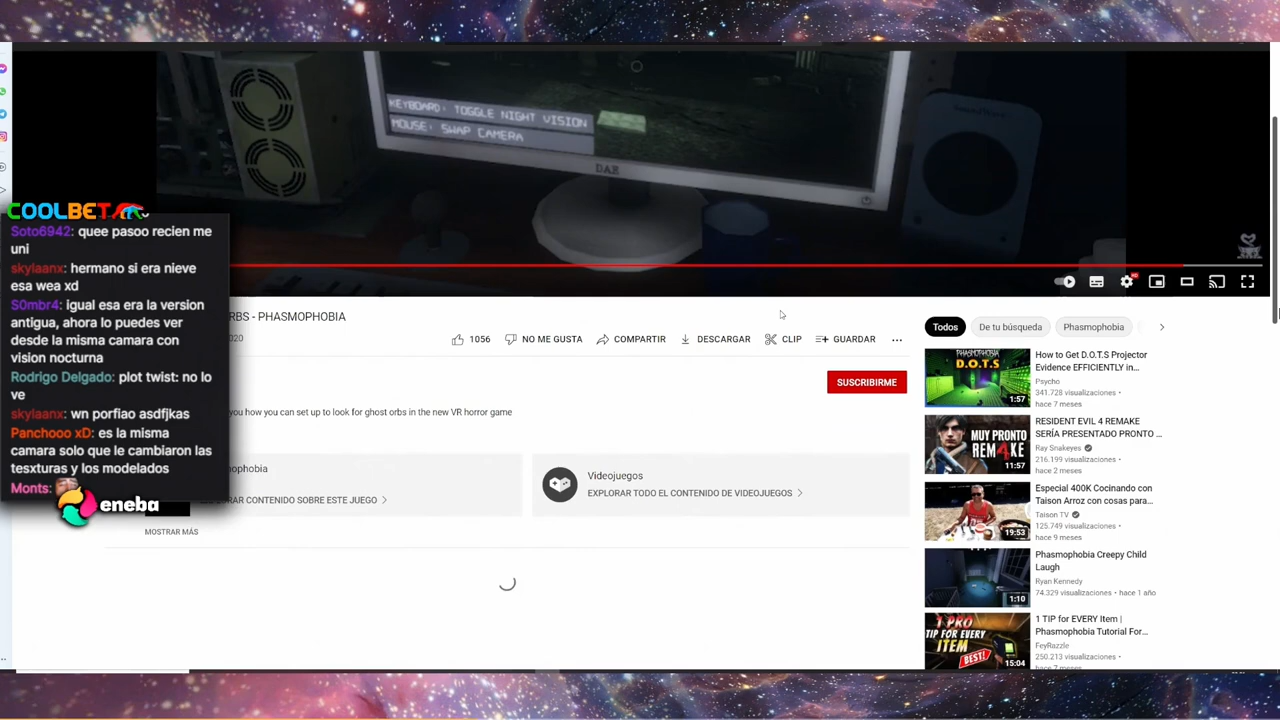 KEYBOARD: TOGGLE NIGHT VISION
MOUSE: SWAP CAMERA
DAE
COOLBET
Soto6942: quee pasoo recien me
uni
skylaanx: hermano si era nieve
esa wea xd
S0mbr4: igual esa era la version
antigua, ahora lo puedes ver
desde la misma camara con
vision nocturna
Rodrigo Delgado: plot twist: no lo
ve
skylaanx: wn porfiao asdfjkas
Panchooo xD: es la misma
camara solo que le cambiaron las
tesxturas y los modelados
Monts:
eneba
RBS - PHASMOPHOBIA
020
1056
NO ME GUSTA
COMPARTIR
DESCARGAR
CLIP
GUARDAR
SUSCRIBIRME
you how you can set up to look for ghost orbs in the new VR horror game
mophobia
RAR CONTENIDO SOBRE ESTE JUEGO
Videojuegos
EXPLORAR TODO EL CONTENIDO DE VIDEOJUEGOS
MOSTRAR MÁS
Todos
De tu búsqueda
Phasmophobia
PHASMOPHOBIA
D.O.T.S
1:57
How to Get D.O.T.S Projector
Evidence EFFICIENTLY in...
Psycho
341.728 visualizaciones •
hace 7 meses
MUY PRONTO
REM4KE
11:57
RESIDENT EVIL 4 REMAKE
SERÍA PRESENTADO PRONTO ...
Ray Snakeyes
216.199 visualizaciones •
hace 2 meses
19:53
Especial 400K Cocinando con
Taison Arroz con cosas para...
Taison TV
125.749 visualizaciones •
hace 9 meses
1:10
Phasmophobia Creepy Child
Laugh
Ryan Kennedy
74.329 visualizaciones • hace 1 año
1 PRO
TIP FOR EVERY
ITEM
BEST!
15:04
1 TIP for EVERY Item |
Phasmophobia Tutorial For...
FeyRazzle
250.213 visualizaciones •
hace 7 meses